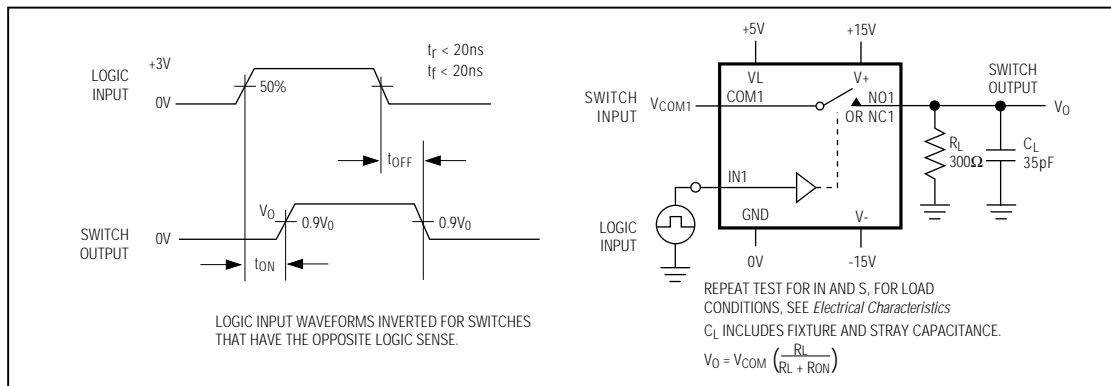 LOGIC
INPUT
+3V
0V
50%
tr < 20ns
tf < 20ns
tOFF
SWITCH
OUTPUT
0V
VO
0.9VO
0.9VO
tON
LOGIC INPUT WAVEFORMS INVERTED FOR SWITCHES
THAT HAVE THE OPPOSITE LOGIC SENSE.
+5V
+15V
VL
V+
SWITCH
INPUT
VCOM1
COM1
NO1
OR NC1
SWITCH
OUTPUT
VO
RL
300Ω
CL
35pF
IN1
LOGIC
INPUT
GND
V-
0V
-15V
REPEAT TEST FOR IN AND S, FOR LOAD
CONDITIONS, SEE Electrical Characteristics
CL INCLUDES FIXTURE AND STRAY CAPACITANCE.
VO = VCOM (RL / RL + RON)